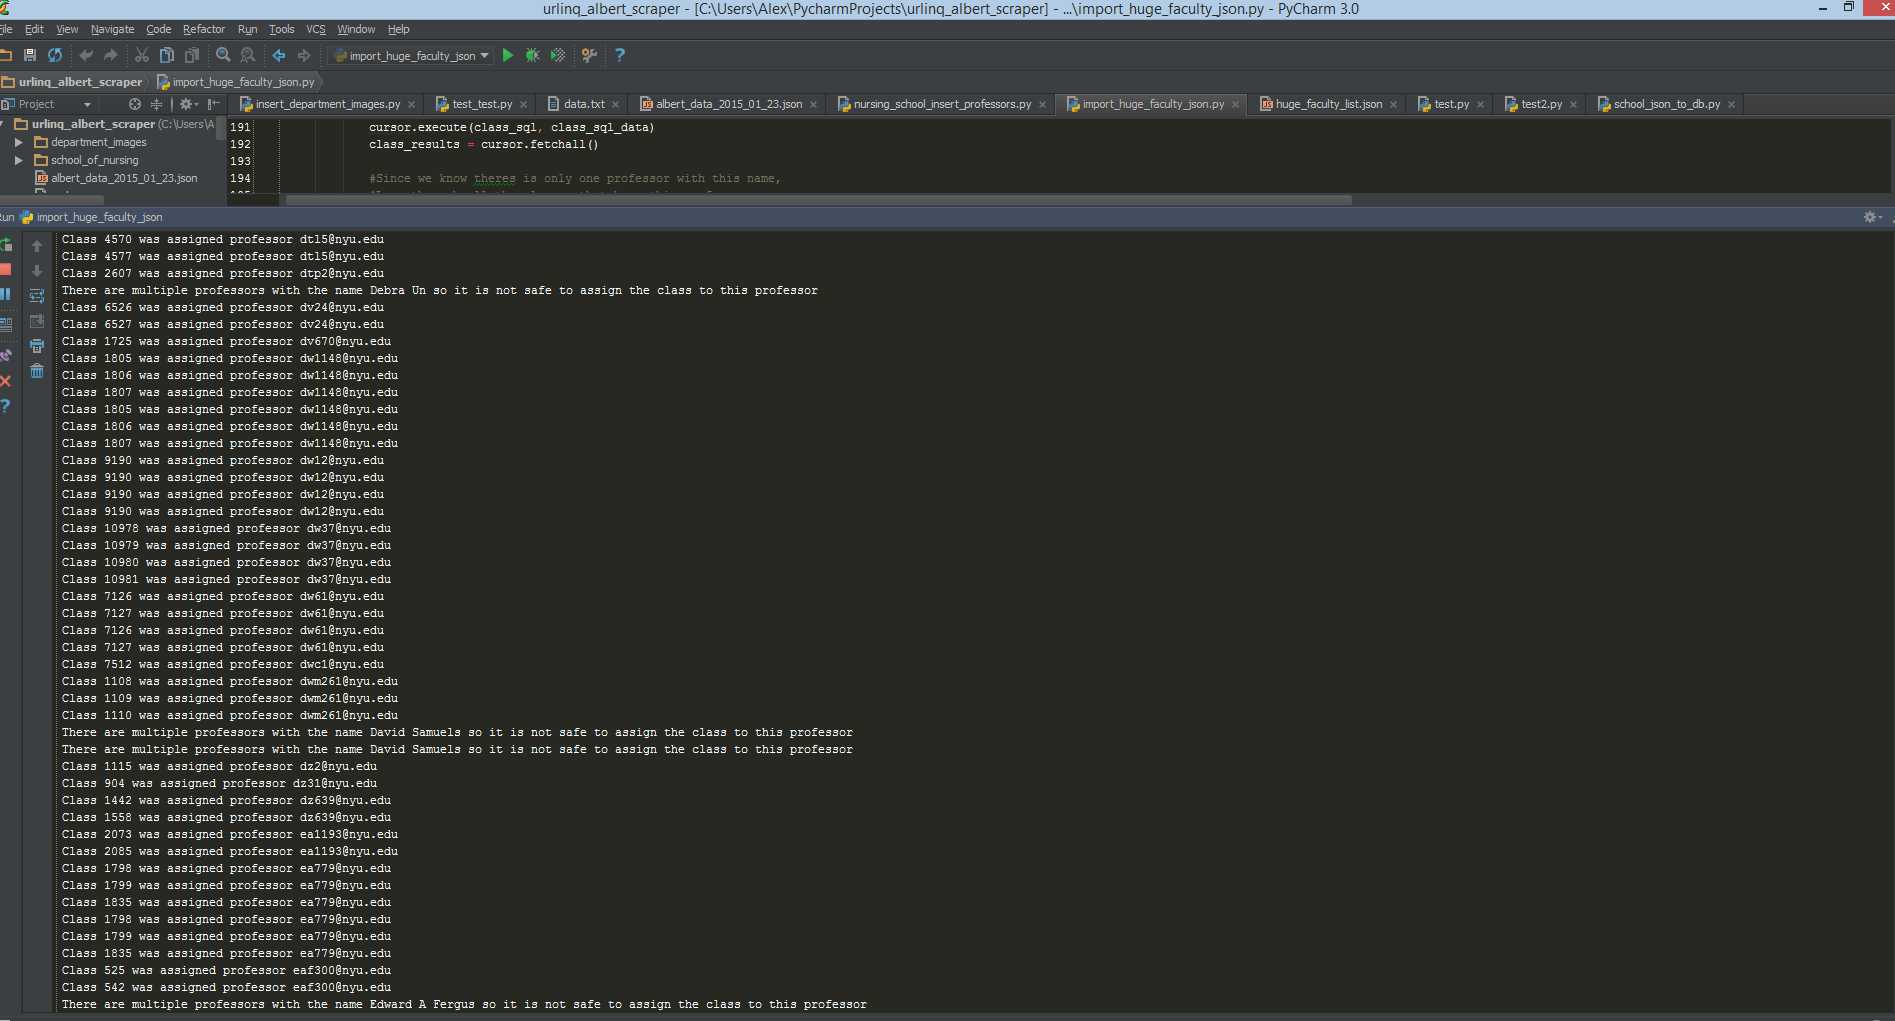 urlinq_albert_scraper - [C:\Users\Alex\PycharmProjects\urlinq_albert_scraper] - ...\import_huge_faculty_json.py - PyCharm 3.0
ile Edit View Navigate Code Refactor Run Tools VCS Window Help
import_huge_faculty_json
urlinq_albert_scraper import_huge_faculty_json.py
Project insert_department_images.py test_test.py data.txt albert_data_2015_01_23.json nursing_school_insert_professors.py import_huge_faculty_json.py huge_faculty_list.json test.py test2.py school_json_to_db.py
urlinq_albert_scraper (C:\Users\A
department_images
school_of_nursing
albert_data_2015_01_23.json
191 cursor.execute(class_sql, class_sql_data)
192 class_results = cursor.fetchall()
193
194 #Since we know theres is only one professor with this name,
un import_huge_faculty_json
Class 4570 was assigned professor dtl5@nyu.edu
Class 4577 was assigned professor dtl5@nyu.edu
Class 2607 was assigned professor dtp2@nyu.edu
There are multiple professors with the name Debra Un so it is not safe to assign the class to this professor
Class 6526 was assigned professor dv24@nyu.edu
Class 6527 was assigned professor dv24@nyu.edu
Class 1725 was assigned professor dv670@nyu.edu
Class 1805 was assigned professor dw1148@nyu.edu
Class 1806 was assigned professor dw1148@nyu.edu
Class 1807 was assigned professor dw1148@nyu.edu
Class 1805 was assigned professor dw1148@nyu.edu
Class 1806 was assigned professor dw1148@nyu.edu
Class 1807 was assigned professor dw1148@nyu.edu
Class 9190 was assigned professor dw12@nyu.edu
Class 9190 was assigned professor dw12@nyu.edu
Class 9190 was assigned professor dw12@nyu.edu
Class 9190 was assigned professor dw12@nyu.edu
Class 10978 was assigned professor dw37@nyu.edu
Class 10979 was assigned professor dw37@nyu.edu
Class 10980 was assigned professor dw37@nyu.edu
Class 10981 was assigned professor dw37@nyu.edu
Class 7126 was assigned professor dw61@nyu.edu
Class 7127 was assigned professor dw61@nyu.edu
Class 7126 was assigned professor dw61@nyu.edu
Class 7127 was assigned professor dw61@nyu.edu
Class 7512 was assigned professor dwc1@nyu.edu
Class 1108 was assigned professor dwm261@nyu.edu
Class 1109 was assigned professor dwm261@nyu.edu
Class 1110 was assigned professor dwm261@nyu.edu
There are multiple professors with the name David Samuels so it is not safe to assign the class to this professor
There are multiple professors with the name David Samuels so it is not safe to assign the class to this professor
Class 1115 was assigned professor dz2@nyu.edu
Class 904 was assigned professor dz31@nyu.edu
Class 1442 was assigned professor dz639@nyu.edu
Class 1558 was assigned professor dz639@nyu.edu
Class 2073 was assigned professor ea1193@nyu.edu
Class 2085 was assigned professor ea1193@nyu.edu
Class 1798 was assigned professor ea779@nyu.edu
Class 1799 was assigned professor ea779@nyu.edu
Class 1835 was assigned professor ea779@nyu.edu
Class 1798 was assigned professor ea779@nyu.edu
Class 1799 was assigned professor ea779@nyu.edu
Class 1835 was assigned professor ea779@nyu.edu
Class 525 was assigned professor eaf300@nyu.edu
Class 542 was assigned professor eaf300@nyu.edu
There are multiple professors with the name Edward A Fergus so it is not safe to assign the class to this professor